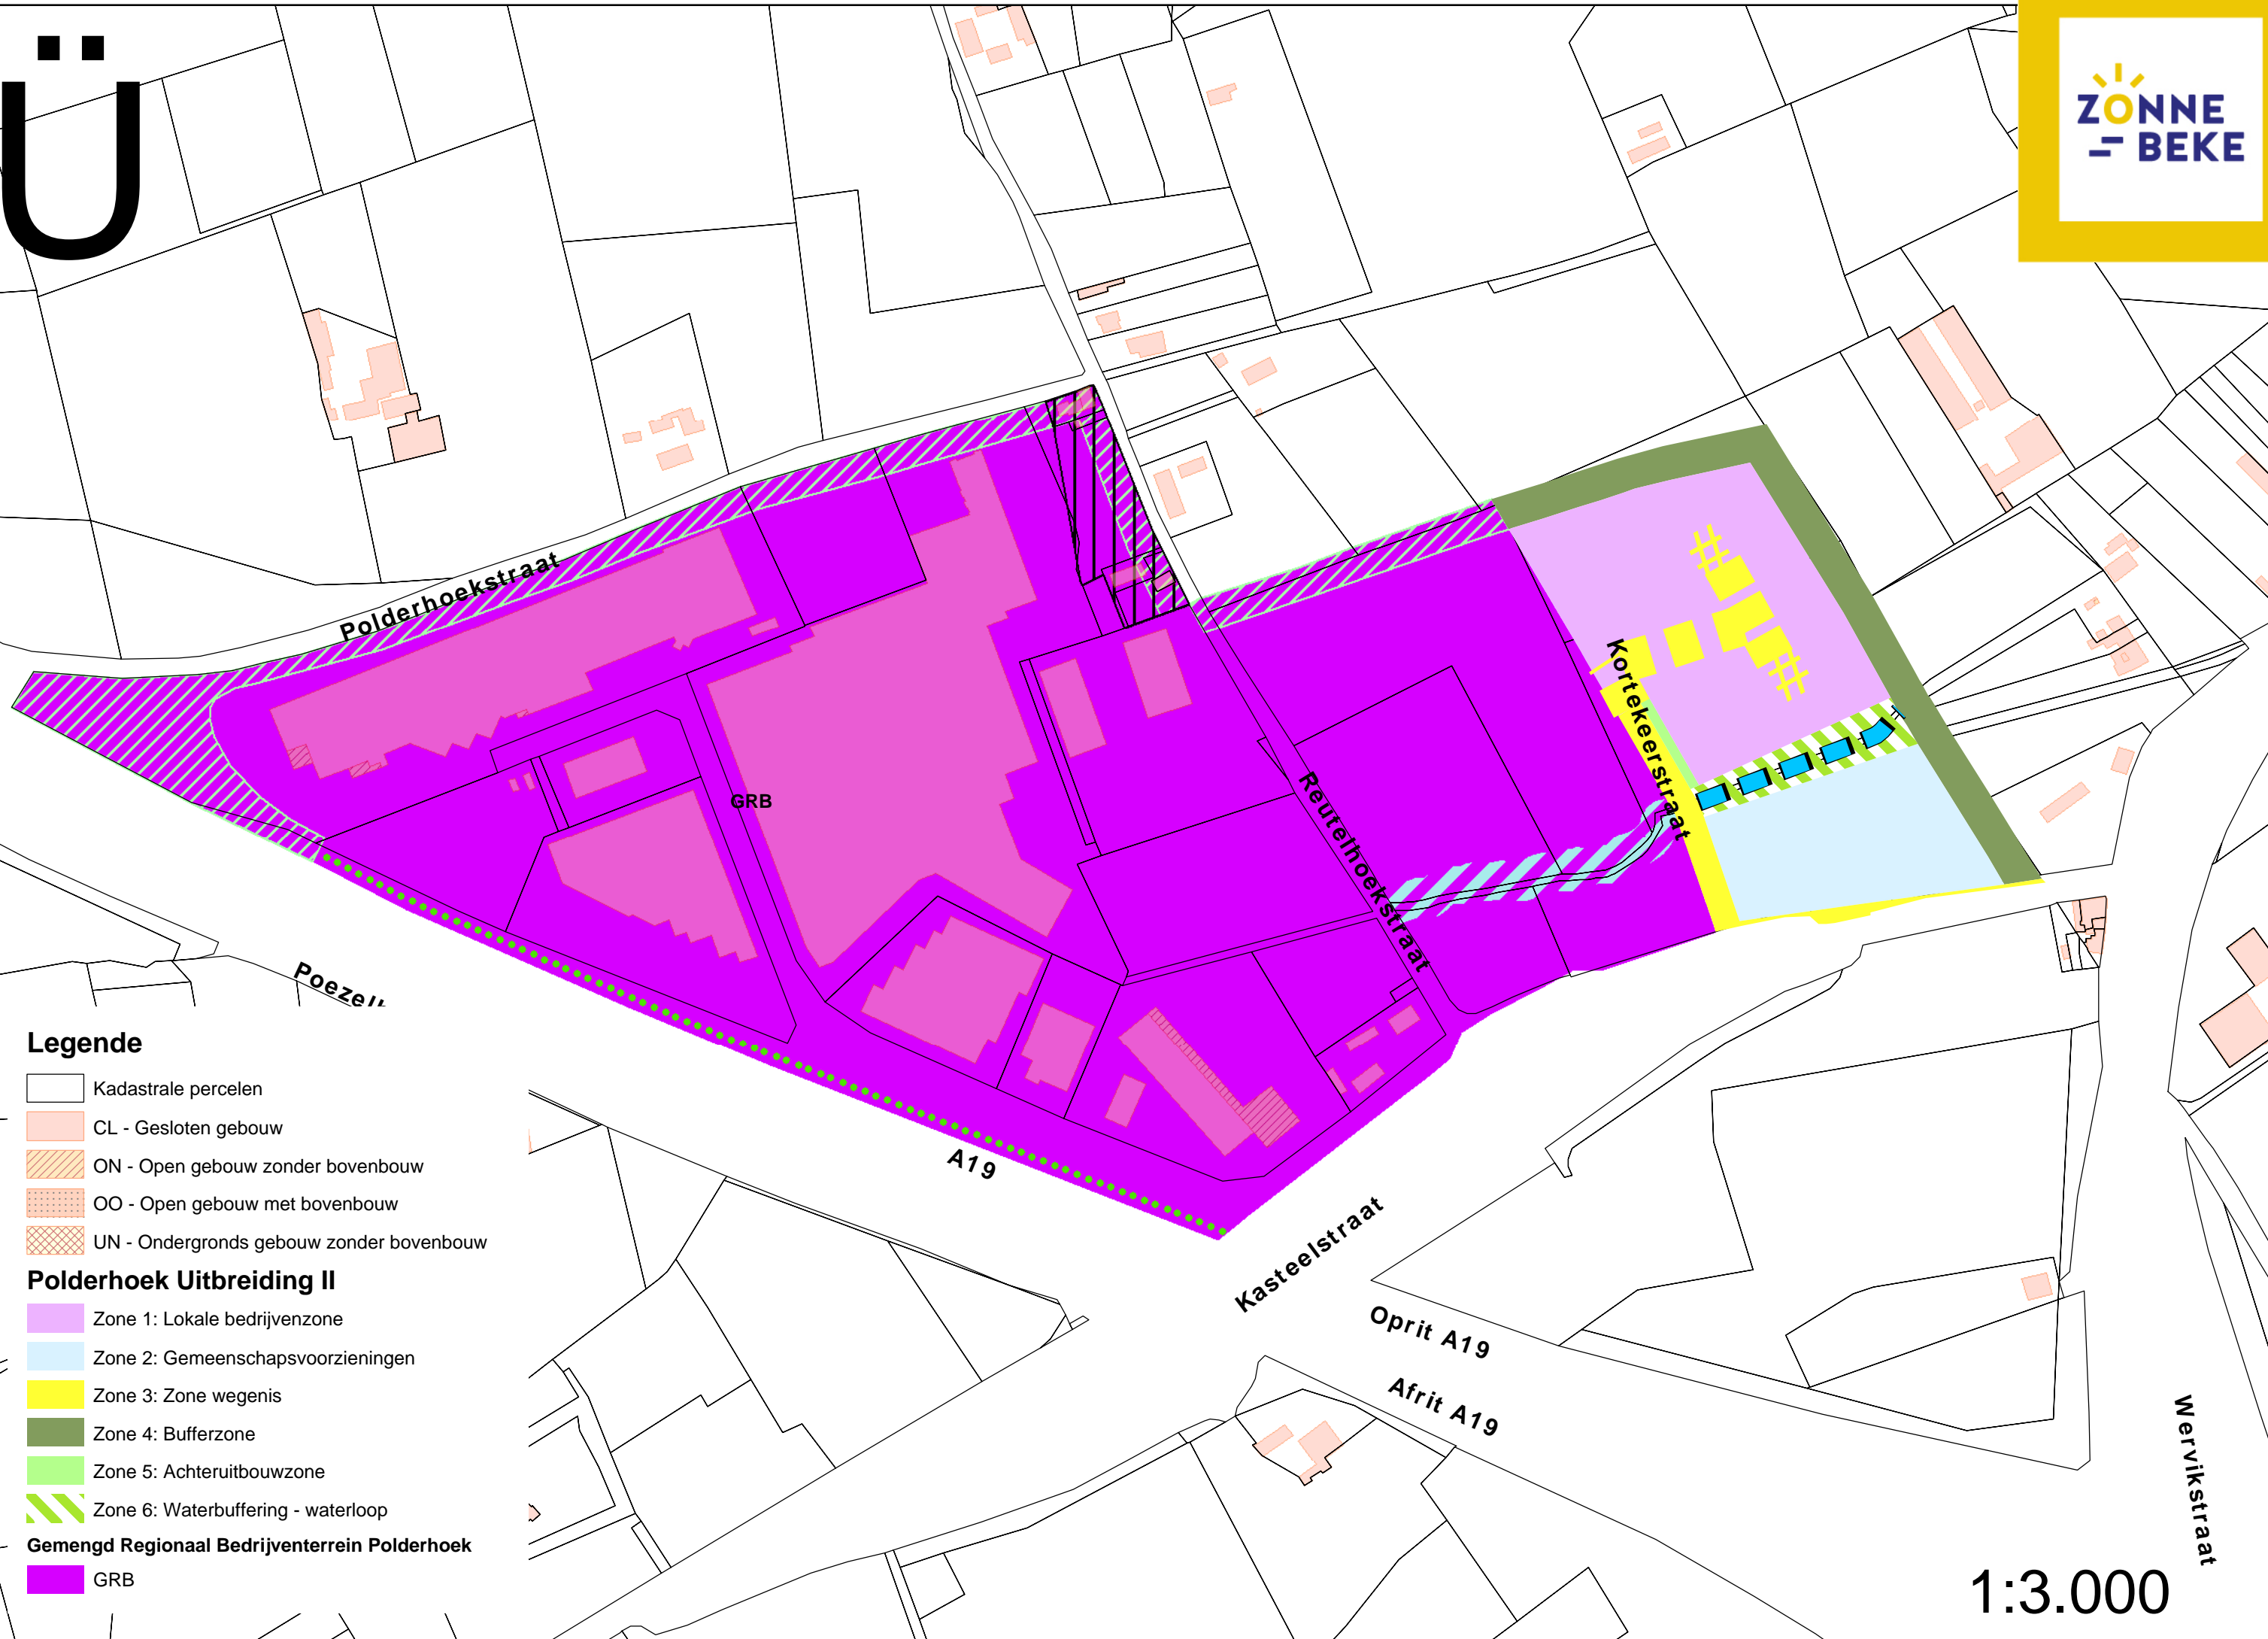 Ü
ZONNE
BEKE
Polderhoekstraat
GRB
Kortekeerstraat
Reutelhoekstraat
A19
Kasteelstraat
Oprit A19
Afrit A19
Wervikstraat
Legende
Kadastrale percelen
CL - Gesloten gebouw
ON - Open gebouw zonder bovenbouw
OO - Open gebouw met bovenbouw
UN - Ondergronds gebouw zonder bovenbouw
Polderhoek Uitbreiding II
Zone 1: Lokale bedrijvenzone
Zone 2: Gemeenschapsvoorzieningen
Zone 3: Zone wegenis
Zone 4: Bufferzone
Zone 5: Achteruitbouwzone
Zone 6: Waterbuffering - waterloop
Gemengd Regionaal Bedrijventerrein Polderhoek
GRB
1:3.000